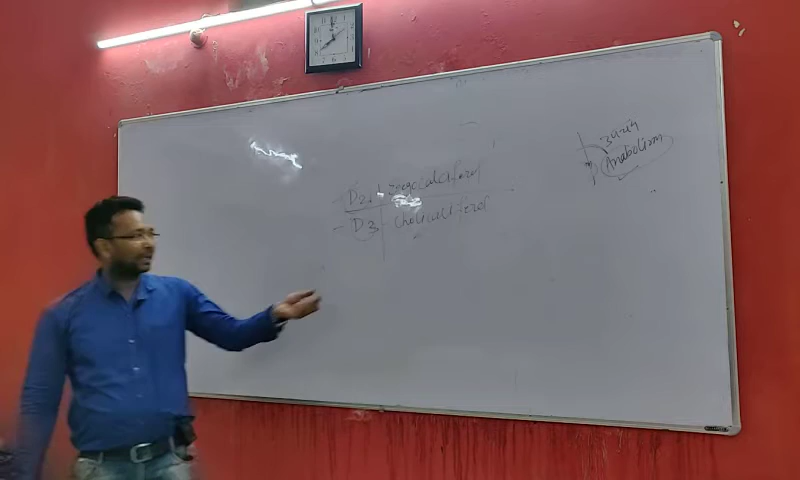 D2 ergocalciferol
D3 cholecalciferol
उपचय
Anabolism